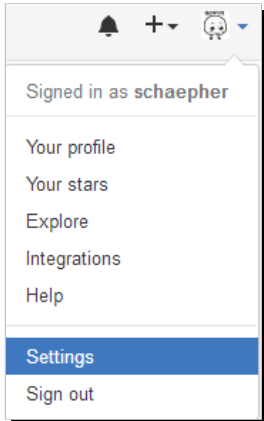 Signed in as schaepher
Your profile
Your stars
Explore
Integrations
Help
Settings
Sign out